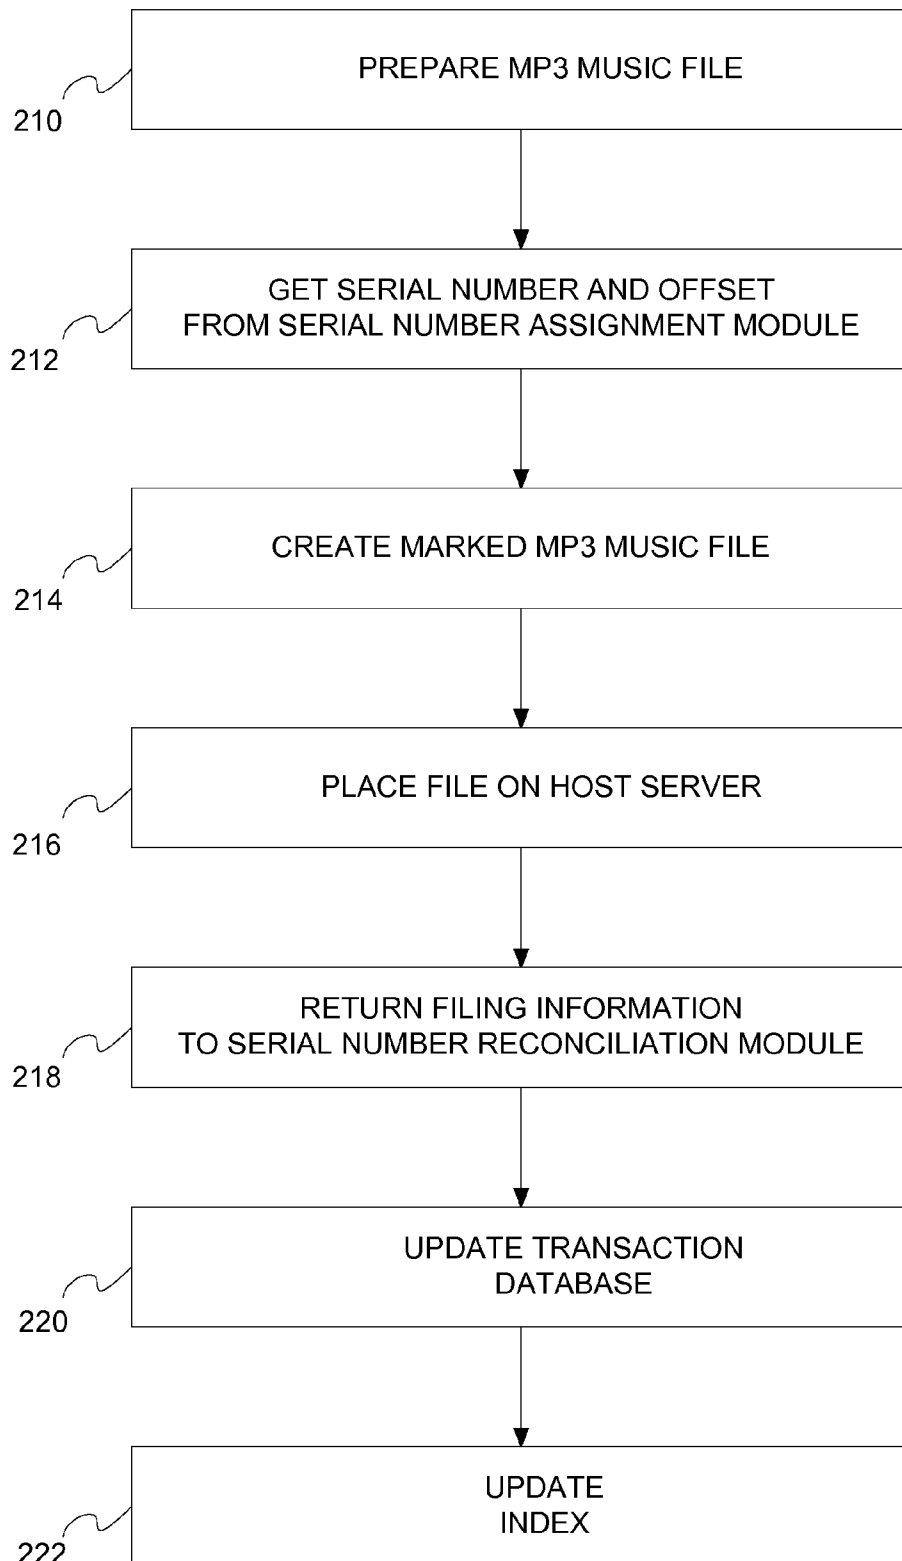 PREPARE MP3 MUSIC FILE
210
GET SERIAL NUMBER AND OFFSET
FROM SERIAL NUMBER ASSIGNMENT MODULE
212
CREATE MARKED MP3 MUSIC FILE
214
PLACE FILE ON HOST SERVER
216
RETURN FILING INFORMATION
TO SERIAL NUMBER RECONCILIATION MODULE
218
UPDATE TRANSACTION
DATABASE
220
UPDATE
INDEX
222